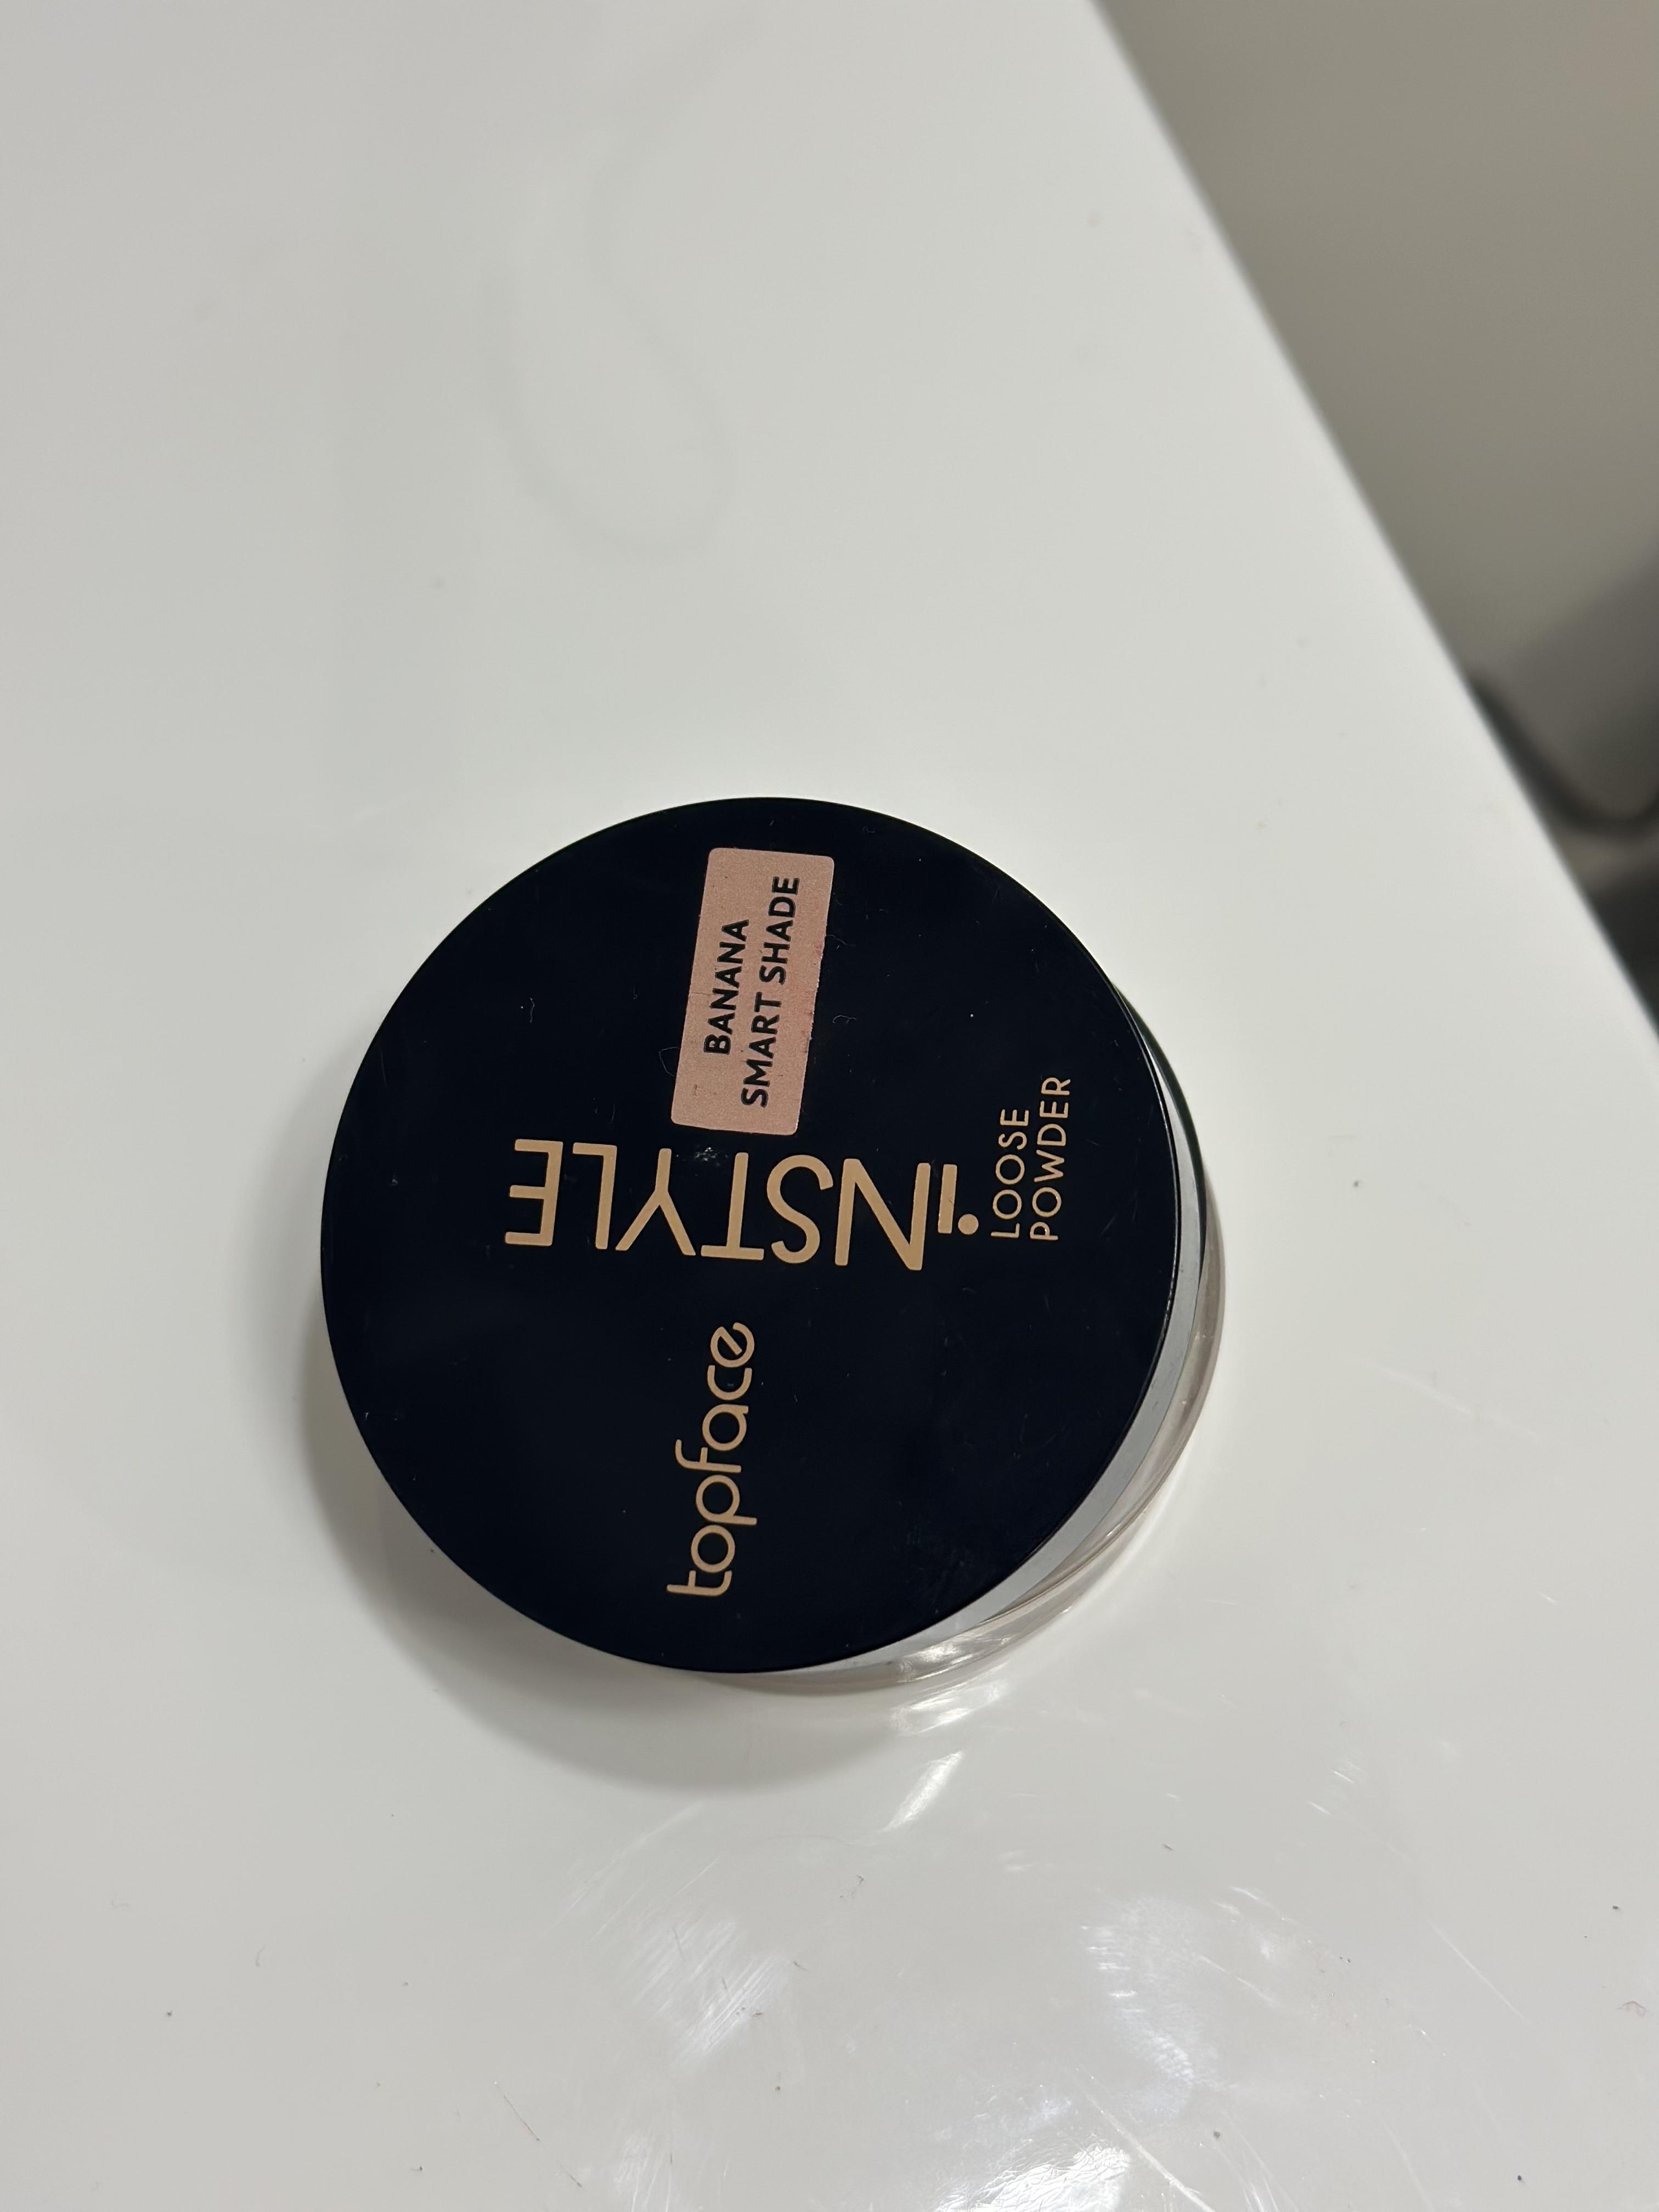 topface
iNSTYLE
LOOSE
POWDER
BANANA
SMART SHADE